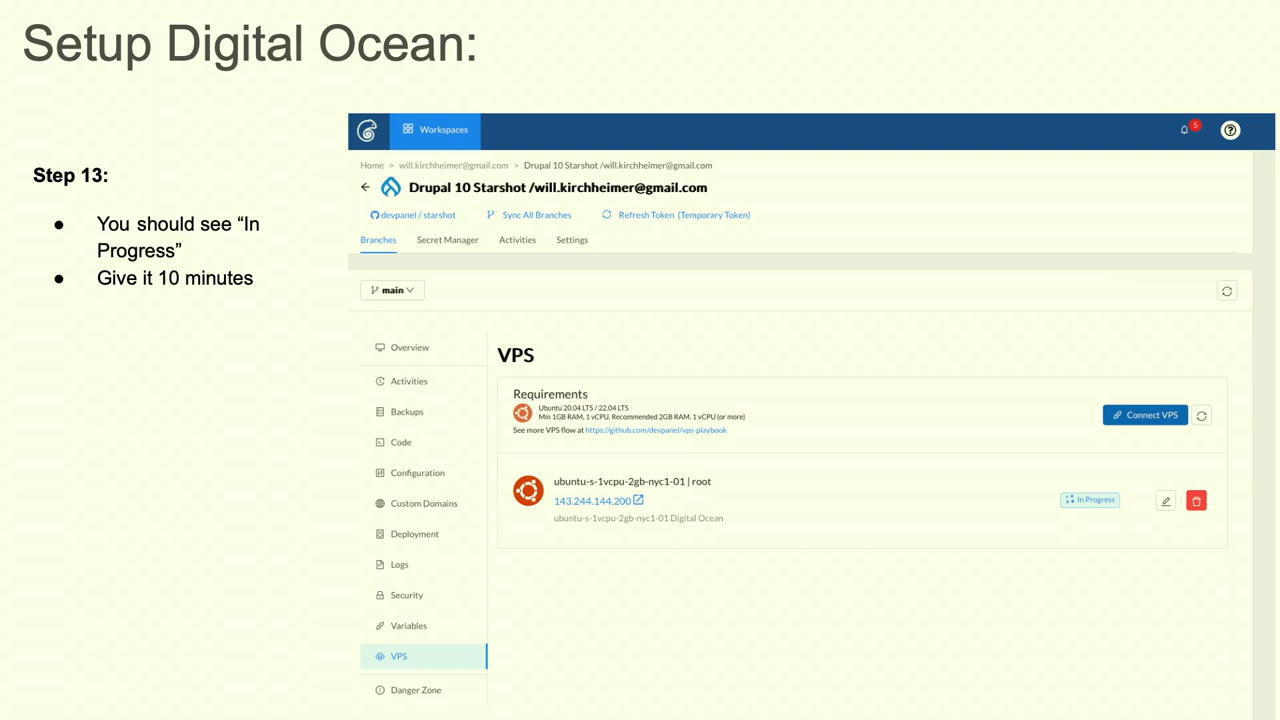 Setup Digital Ocean:
Step 13:
● You should see “In
Progress”
● Give it 10 minutes
Workspaces
5
?
Home > will.kirchheimer@gmail.com > Drupal 10 Starshot /will.kirchheimer@gmail.com
Drupal 10 Starshot /will.kirchheimer@gmail.com
devpanel / starshot
Sync All Branches
Refresh Token (Temporary Token)
Branches
Secret Manager
Activities
Settings
main
Overview
Activities
Backups
Code
Configuration
Custom Domains
Deployment
Logs
Security
Variables
VPS
Danger Zone
VPS
Requirements
Ubuntu 20.04 LTS / 22.04 LTS
Min 1GB RAM, 1 vCPU, Recommended 2GB RAM, 1 vCPU (or more)
See more VPS flow at https://github.com/devpanel/vps-playbook
Connect VPS
ubuntu-s-1vcpu-2gb-nyc1-01 | root
143.244.144.200
ubuntu-s-1vcpu-2gb-nyc1-01 Digital Ocean
In Progress